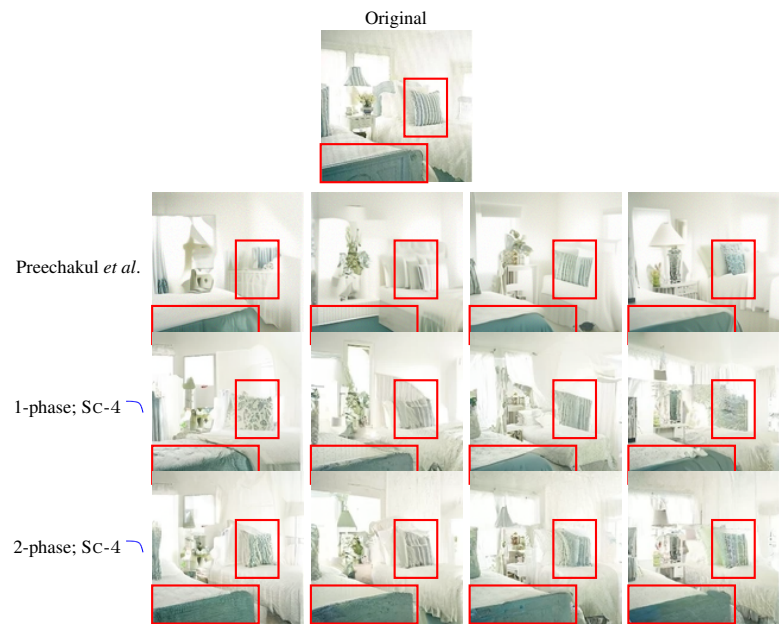 Original
Preechakul et al.
1-phase; SC-4
2-phase; SC-4